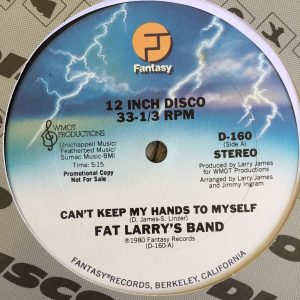 FJ
Fantasy
12 INCH DISCO
33-1/3 RPM
WMOT
PRODUCTIONS
Unichappell Music/
Featherbed Music/
Sumac Music-BMI
Time: 5:15
Promotional Copy
Not For Sale
D-160
(Side A)
STEREO
Produced by Larry James
for WMOT Productions
Arranged by Larry James and
Jimmy Ingram
CAN'T KEEP MY HANDS TO MYSELF
(D. James-S. Linzer)
FAT LARRY'S BAND
℗1980 Fantasy Records
(D-160-A)
FANTASY RECORDS, BERKELEY, CALIFORNIA